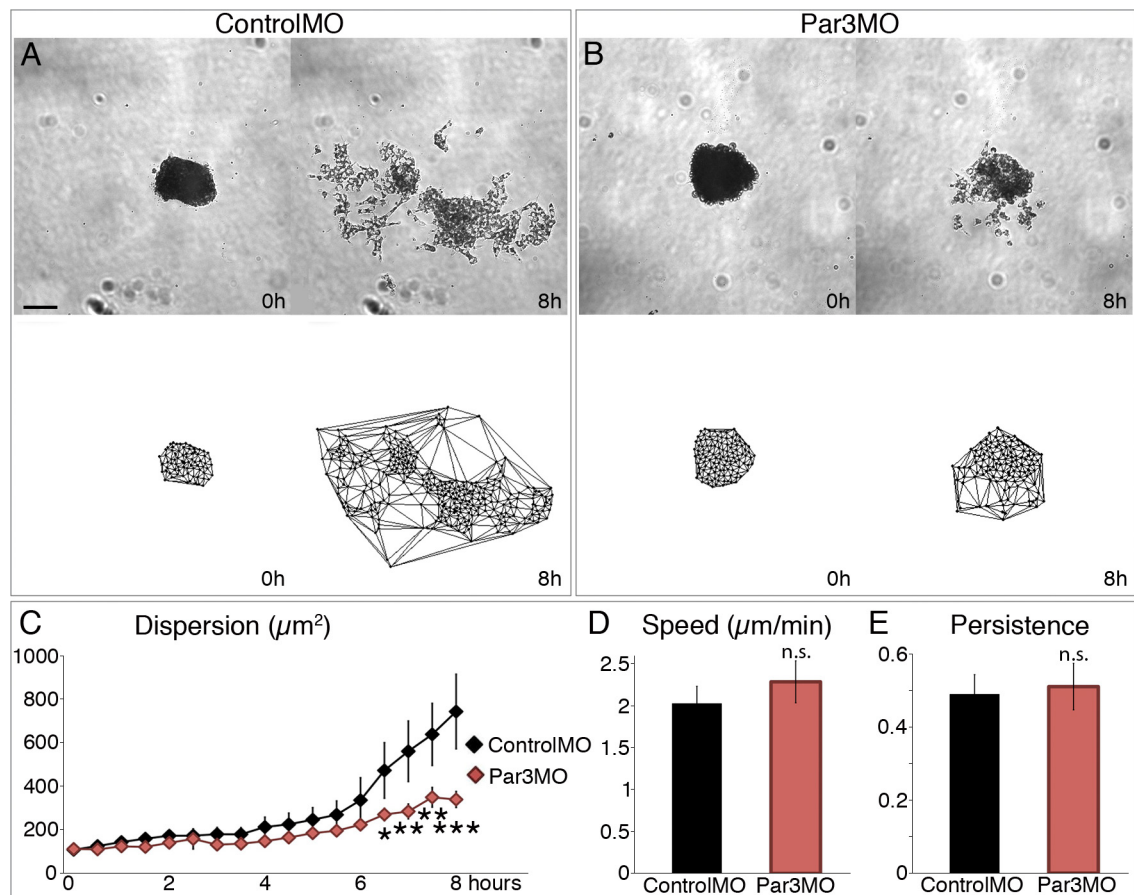 ControlMO
Par3MO
A
B
0h
8h
0h
8h
0h
8h
0h
8h
C
Dispersion (μm²)
1000
800
600
400
200
0
0 2 4 6 8 hours
ControlMO
Par3MO
* ** ** ***
D
Speed (μm/min)
n.s.
2.5
2
1.5
1
0.5
0
ControlMO Par3MO
E
Persistence
n.s.
0.6
0.4
0.2
0
ControlMO Par3MO